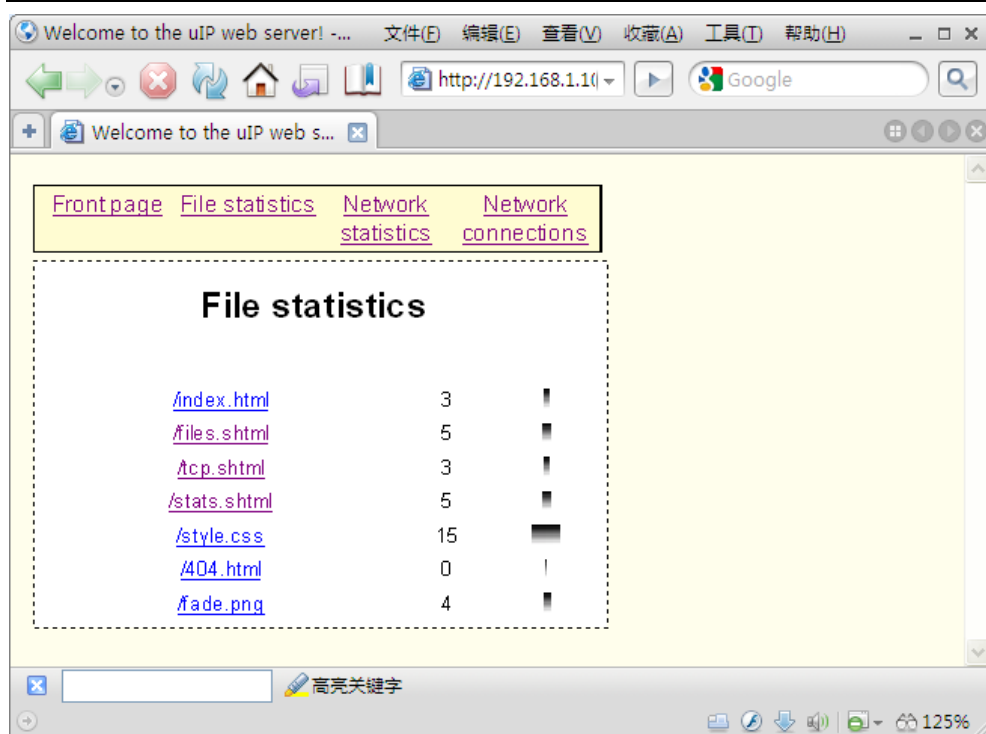 Welcome to the uIP web server! -... 文件(F) 编辑(E) 查看(V) 收藏(A) 工具(T) 帮助(H)
http://192.168.1.10 Google
Welcome to the uIP web s...
Front page File statistics Network statistics Network connections
File statistics
/index.html 3
/files.shtml 5
/tcp.shtml 3
/stats.shtml 5
/style.css 15
/404.html 0
/fade.png 4
高亮关键字
125%